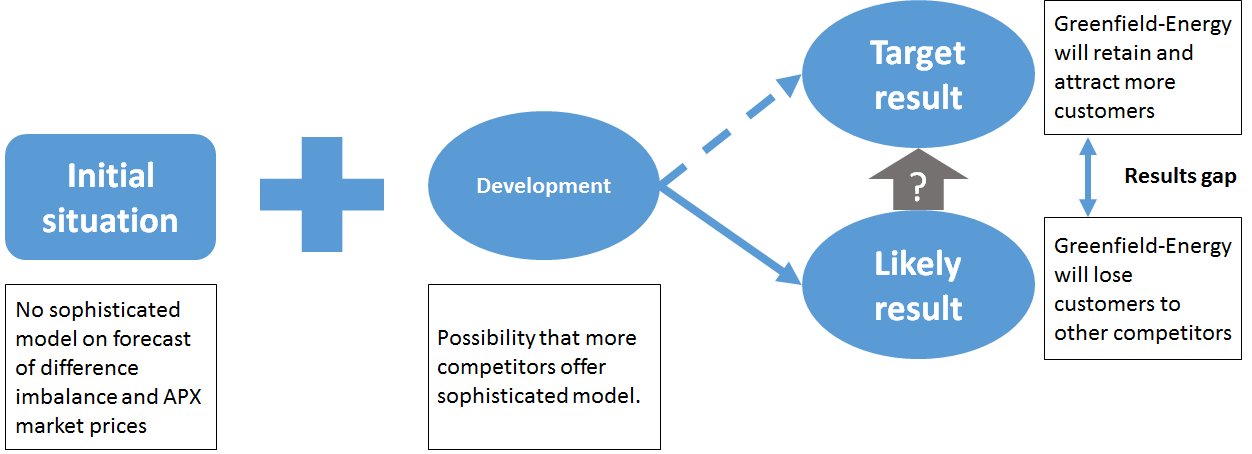 Initial
situation
No sophisticated
model on forecast
of difference
imbalance and APX
market prices
Development
Possibility that more
competitors offer
sophisticated model.
Target
result
Greenfield-Energy
will retain and
attract more
customers
?
Results gap
Likely
result
Greenfield-Energy
will lose
customers to
other competitors